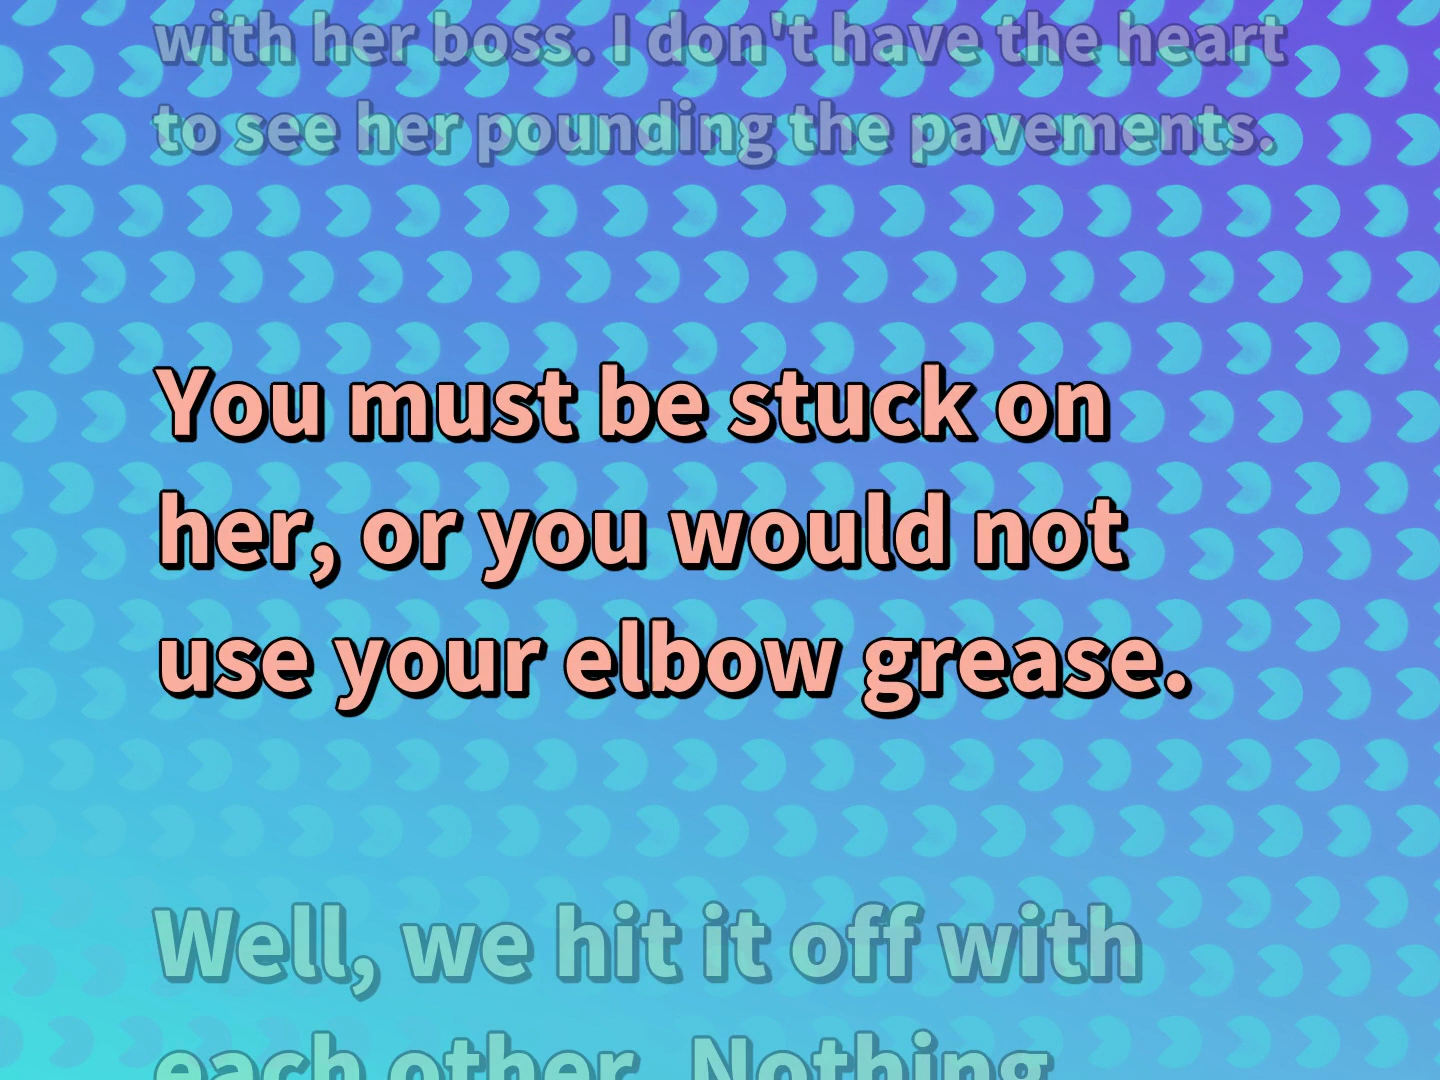 with her boss. I don't have the heart
to see her pounding the pavements.
You must be stuck on
her, or you would not
use your elbow grease.
Well, we hit it off with
each other. Nothing